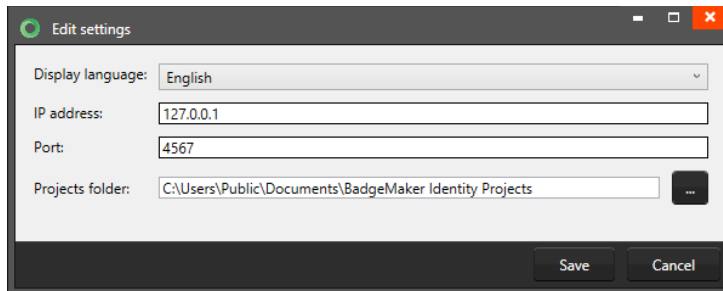 Edit settings
Display language: English
IP address: 127.0.0.1
Port: 4567
Projects folder: C:\Users\Public\Documents\BadgeMaker Identity Projects ...
Save Cancel